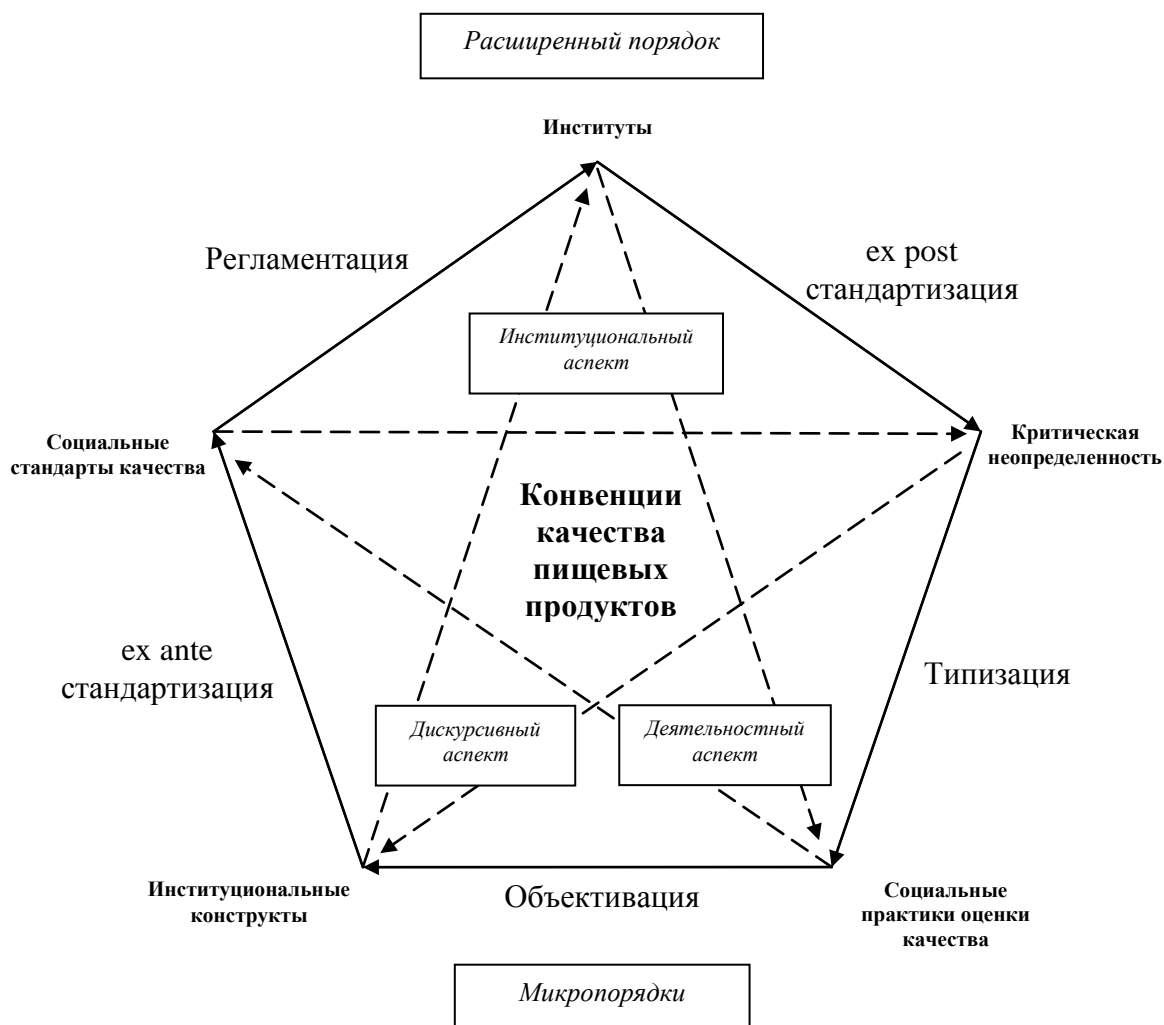 Расширенный порядок
Институты
Регламентация
ex post
стандартизация
Институциональный
аспект
Социальные
стандарты качества
Критическая
неопределенность
Конвенции
качества
пищевых
продуктов
ex ante
стандартизация
Типизация
Дискурсивный
аспект
Деятельностный
аспект
Институциональные
конструкты
Объективация
Социальные
практики оценки
качества
Микропорядки